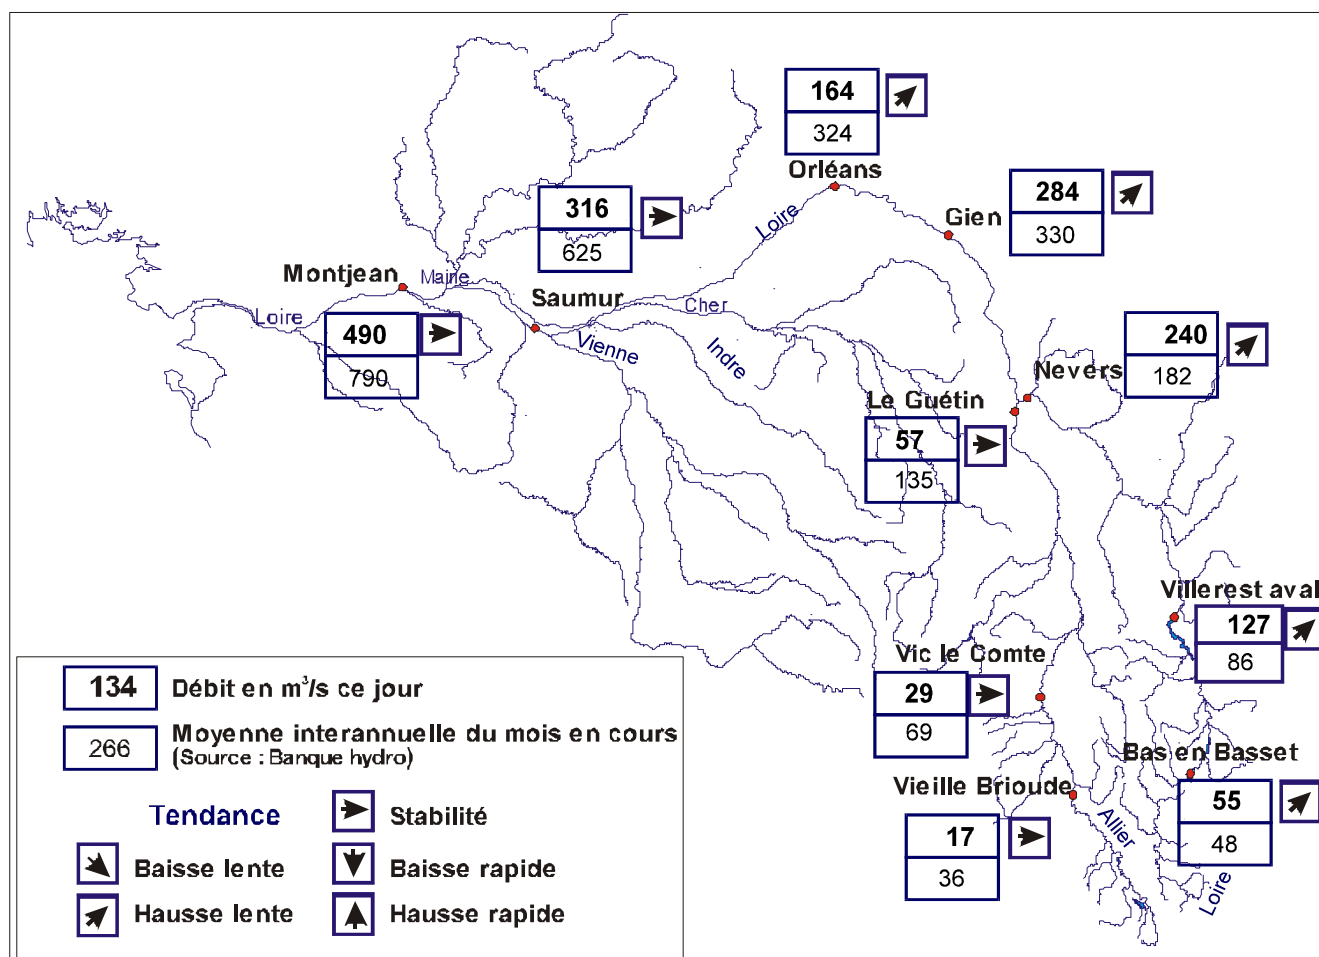 164
324
Orléans
284
330
Gien
316
625
Loire
Montjean
Maine
Saumur
Loire
490
790
Cher
Vienne
Indre
240
182
Nevers
Le Guétin
57
135
Villerest aval
127
86
Vic le Comte
29
69
Bas en Basset
55
48
Vieille Brioude
17
36
Allier
Loire
134 Débit en m³/s ce jour
266 Moyenne interannuelle du mois en cours
(Source : Banque hydro)
Tendance
Stabilité
Baisse lente
Baisse rapide
Hausse lente
Hausse rapide